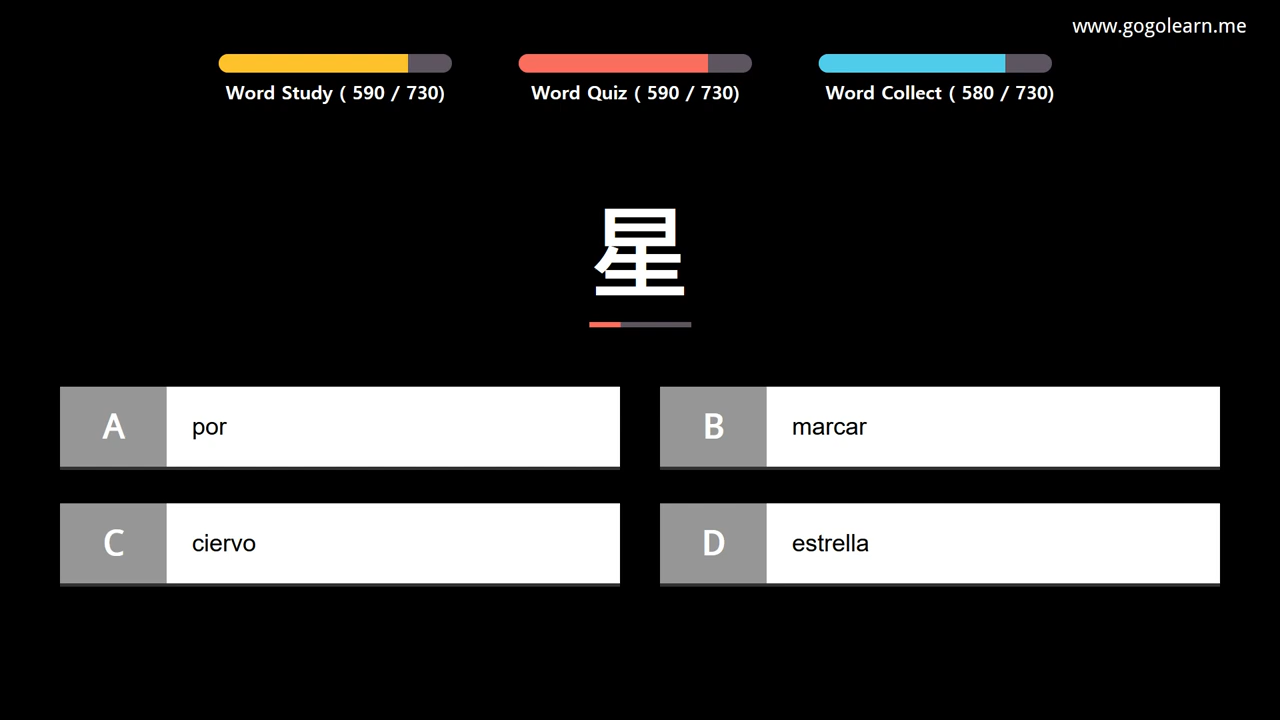 www.gogolearn.me
Word Study ( 590 / 730)
Word Quiz ( 590 / 730)
Word Collect ( 580 / 730)
星
A por
B marcar
C ciervo
D estrella